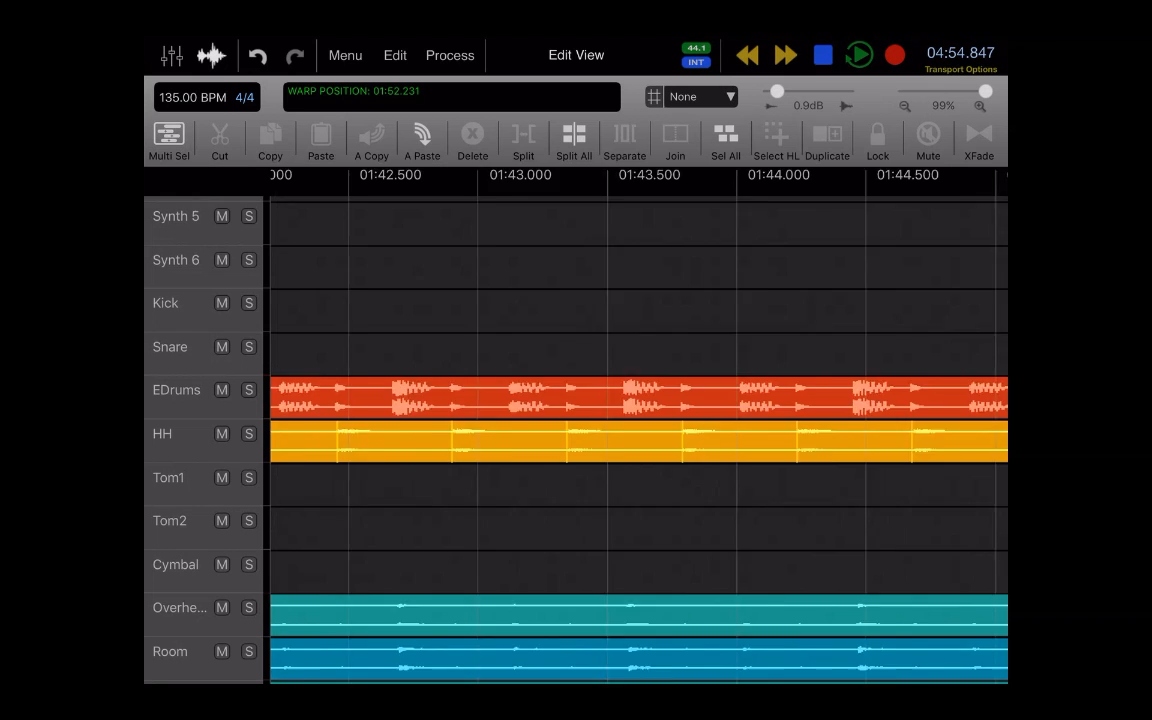 Menu Edit Process Edit View 44.1 INT 04:54.847
Transport Options
135.00 BPM 4/4 WARP POSITION: 01:52.231 None 0.9dB 99%
Multi Sel Cut Copy Paste A Copy A Paste Delete Split Split All Separate Join Sel All Select HL Duplicate Lock Mute XFade
000 01:42.500 01:43.000 01:43.500 01:44.000 01:44.500
Synth 5 M S
Synth 6 M S
Kick M S
Snare M S
EDrums M S
HH M S
Tom1 M S
Tom2 M S
Cymbal M S
Overhe... M S
Room M S